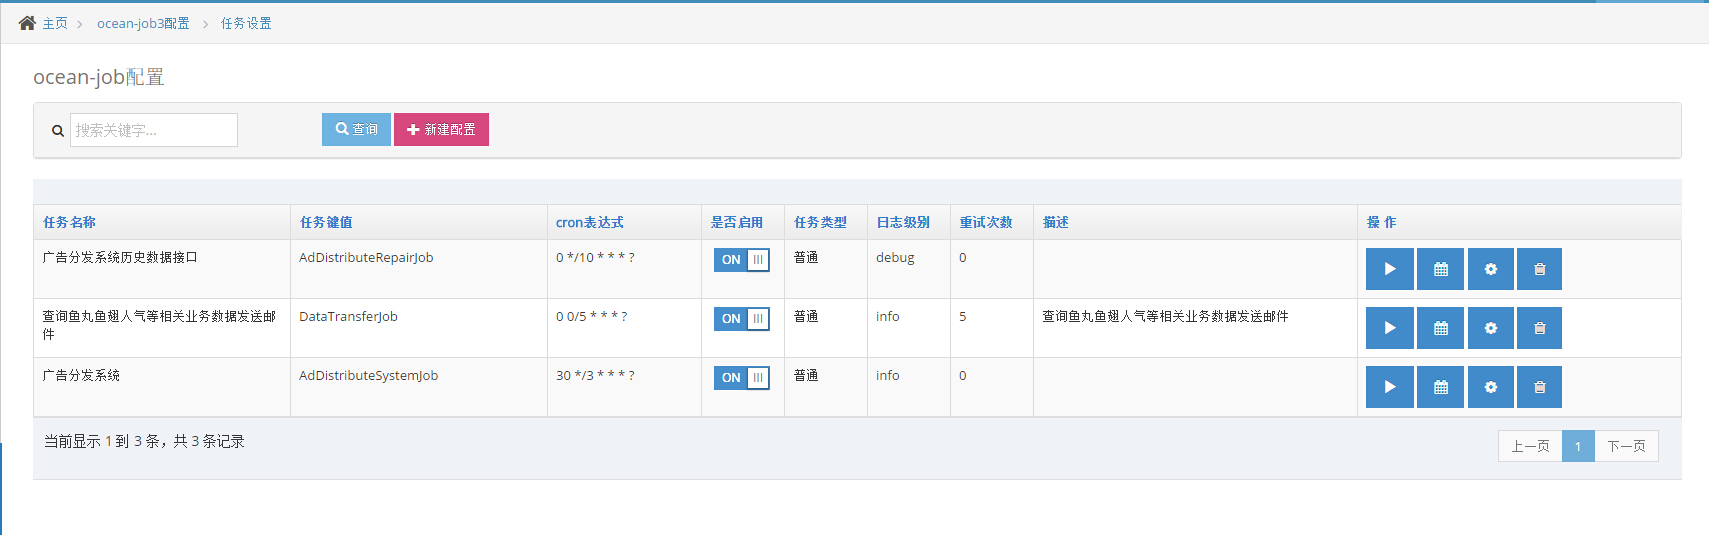 主页 > ocean-job3配置 > 任务设置
ocean-job配置
搜索关键字... 查询 新建配置
任务名称 任务键值 cron表达式 是否启用 任务类型 日志级别 重试次数 描述 操 作
广告分发系统历史数据接口 AdDistributeRepairJob 0 */10 * * * ? ON 普通 debug 0
查询鱼丸鱼翅人气等相关业务数据发送邮 DataTransferJob 0 0/5 * * * ? ON 普通 info 5 查询鱼丸鱼翅人气等相关业务数据发送邮件
件
广告分发系统 AdDistributeSystemJob 30 */3 * * * ? ON 普通 info 0
当前显示 1 到 3 条，共 3 条记录 上一页 1 下一页